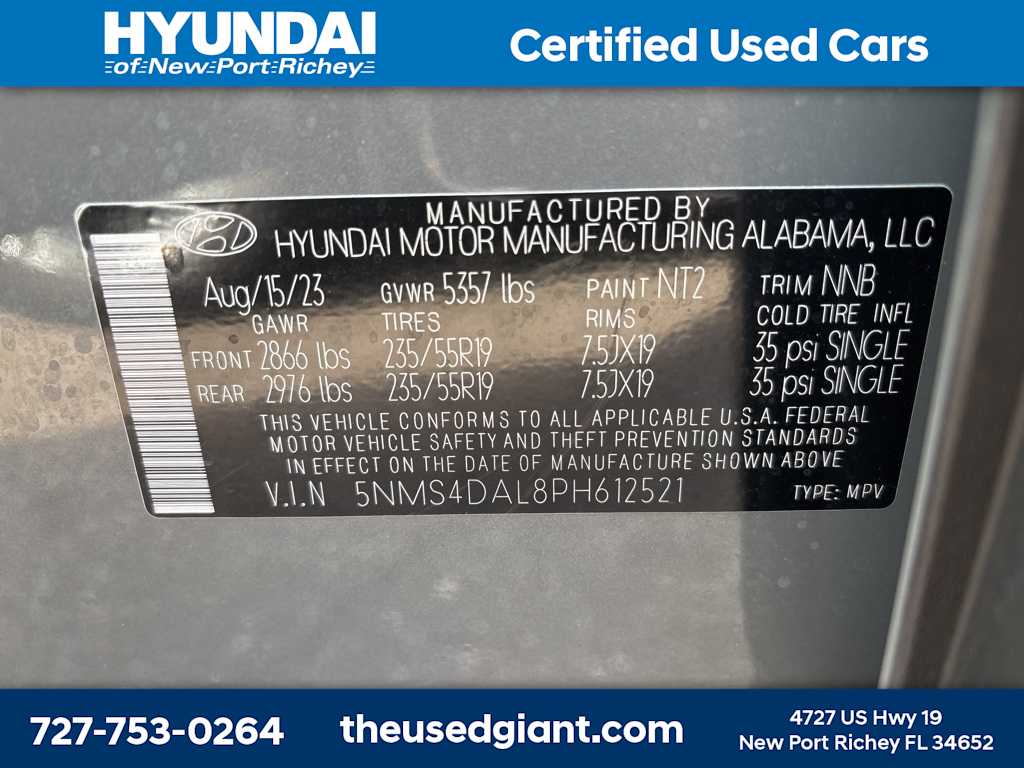 HYUNDAI
of New Port Richey
Certified Used Cars
MANUFACTURED BY
HYUNDAI MOTOR MANUFACTURING ALABAMA, LLC
Aug/15/23 GVWR 5357 lbs PAINT NT2 TRIM NNB
GAWR TIRES RIMS COLD TIRE INFL
FRONT 2866 lbs 235/55R19 7.5JX19 35 psi SINGLE
REAR 2976 lbs 235/55R19 7.5JX19 35 psi SINGLE
THIS VEHICLE CONFORMS TO ALL APPLICABLE U.S.A. FEDERAL
MOTOR VEHICLE SAFETY AND THEFT PREVENTION STANDARDS
IN EFFECT ON THE DATE OF MANUFACTURE SHOWN ABOVE
V.I.N 5NMS4DAL8PH612521 TYPE: MPV
727-753-0264
theusedgiant.com
4727 US Hwy 19
New Port Richey FL 34652